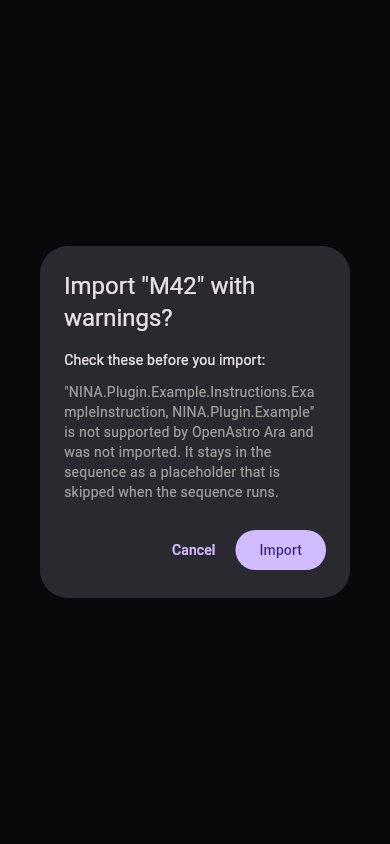 Import "M42" with
warnings?
Check these before you import:
"NINA.Plugin.Example.Instructions.Exa
mpleInstruction, NINA.Plugin.Example"
is not supported by OpenAstro Ara and
was not imported. It stays in the
sequence as a placeholder that is
skipped when the sequence runs.
Cancel
Import